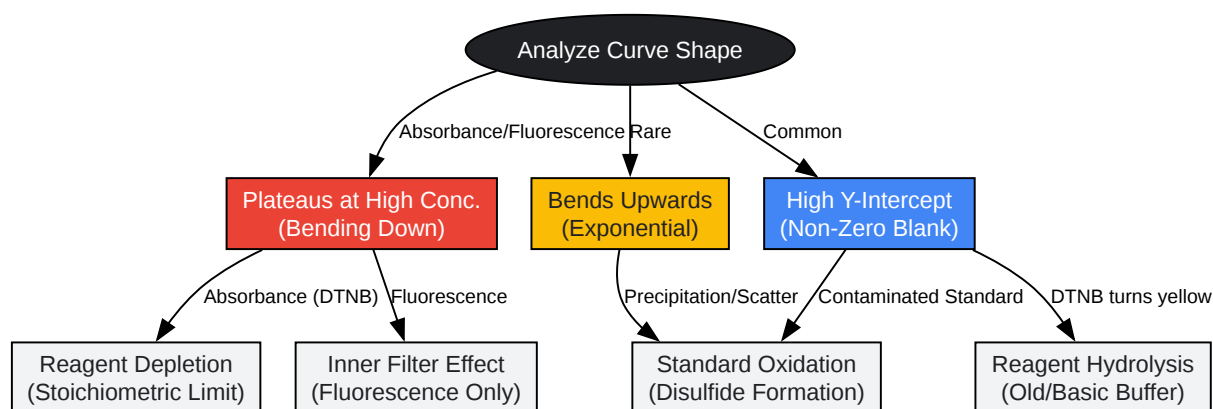 Analyze Curve Shape
Absorbance/Fluorescence
Rare
Common
Plateaus at High Conc.
(Bending Down)
Bends Upwards
(Exponential)
High Y-Intercept
(Non-Zero Blank)
Absorbance (DTNB)
Fluorescence
Precipitation/Scatter
Contaminated Standard
DTNB turns yellow
Reagent Depletion
(Stoichiometric Limit)
Inner Filter Effect
(Fluorescence Only)
Standard Oxidation
(Disulfide Formation)
Reagent Hydrolysis
(Old/Basic Buffer)